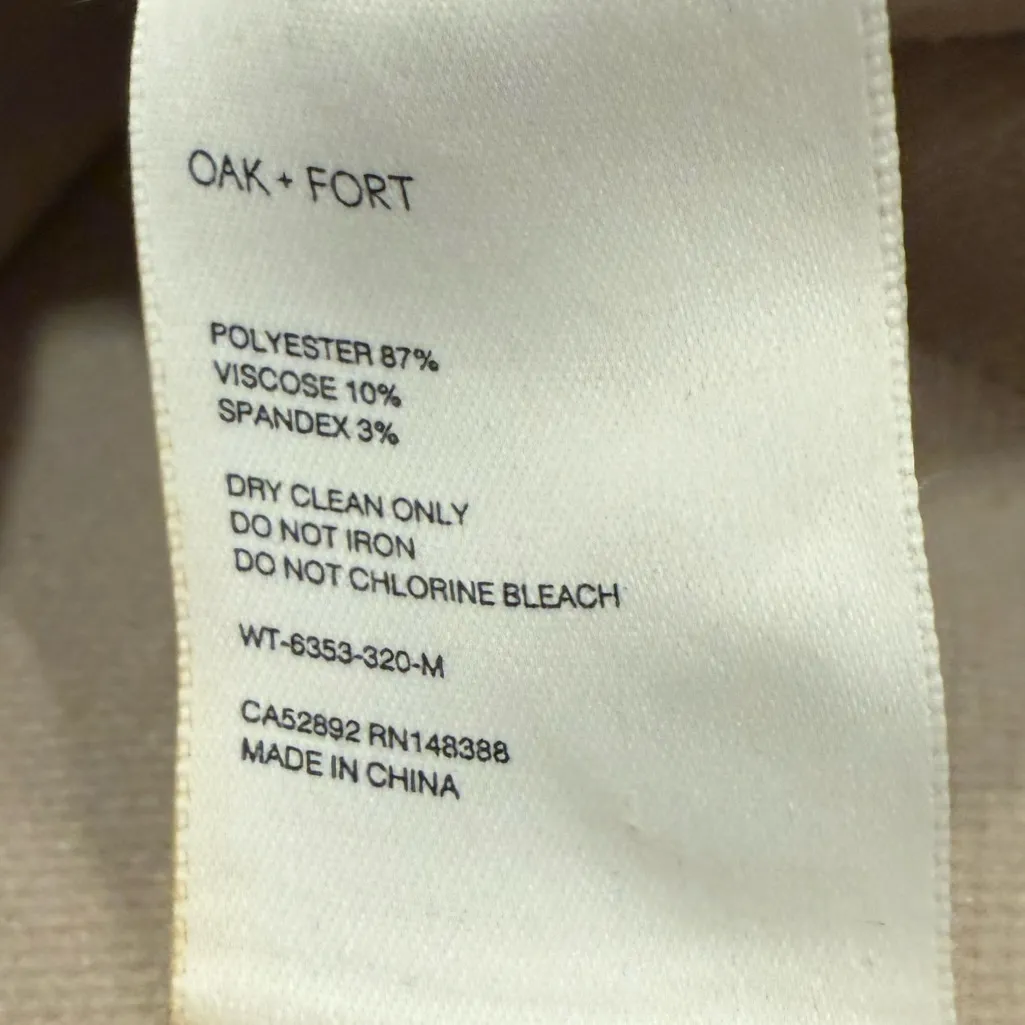 OAK + FORT
POLYESTER 87%
VISCOSE 10%
SPANDEX 3%
DRY CLEAN ONLY
DO NOT IRON
DO NOT CHLORINE BLEACH
WT-6353-320-M
CA52892 RN148388
MADE IN CHINA